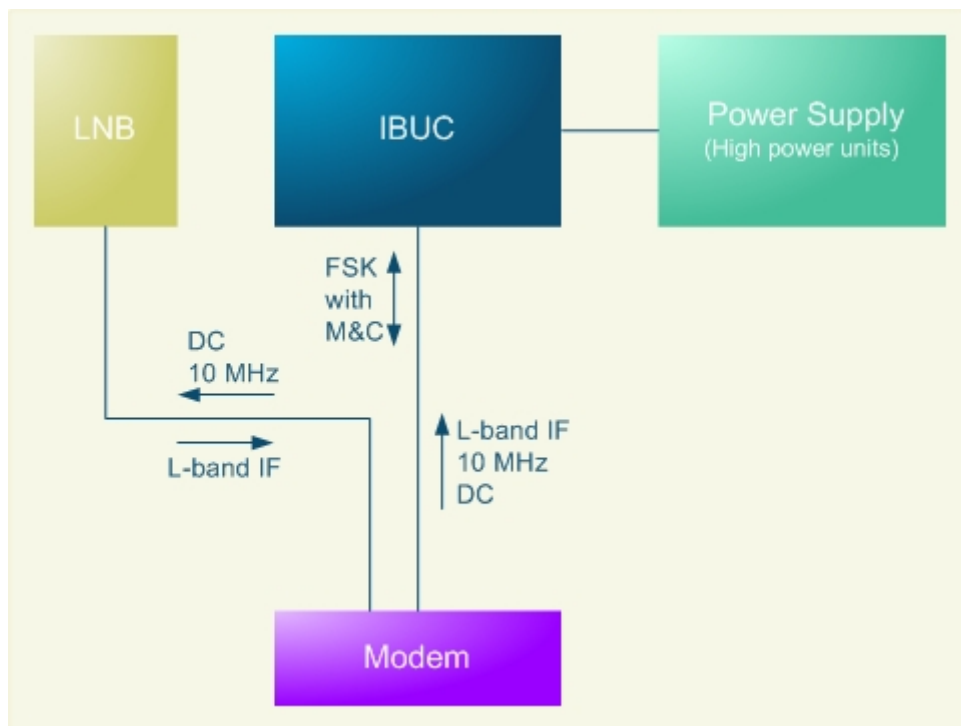 LNB
IBUC
Power Supply
(High power units)
FSK
with
M&C
DC
10 MHz
L-band IF
L-band IF
10 MHz
DC
Modem